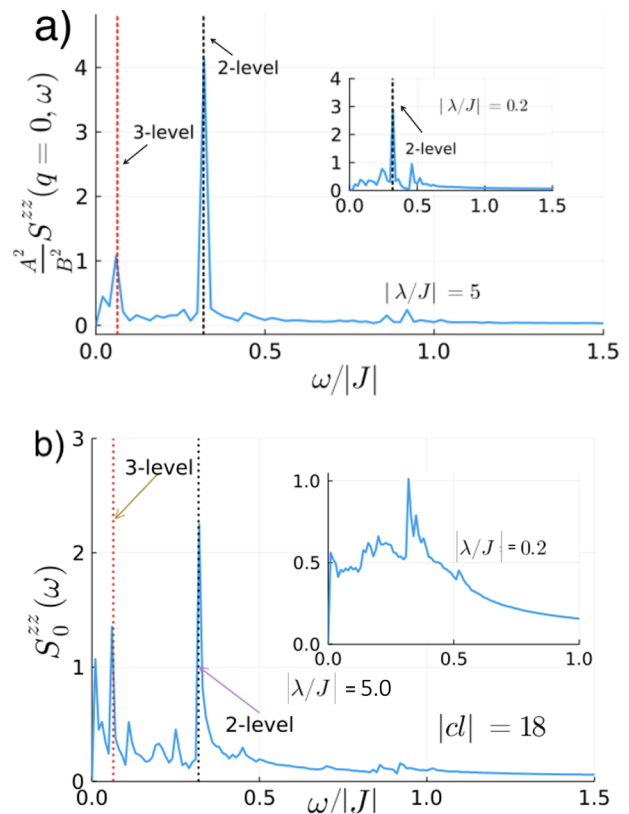 a)
4
3
2
1
0
0.0
0.5
1.0
1.5
ω/|J|
A²/B² S^{zz}(q = 0, ω)
3-level
2-level
|λ/J| = 5
4
3
2
1
0
0.0
0.5
1.0
1.5
|λ/J| = 0.2
2-level
b)
3
2
1
0
0.0
0.5
1.0
1.5
ω/|J|
S_0^{zz}(ω)
3-level
2-level
|λ/J| = 5.0
|cl| = 18
1.0
0.5
0.0
0.0
0.5
1.0
|λ/J| = 0.2